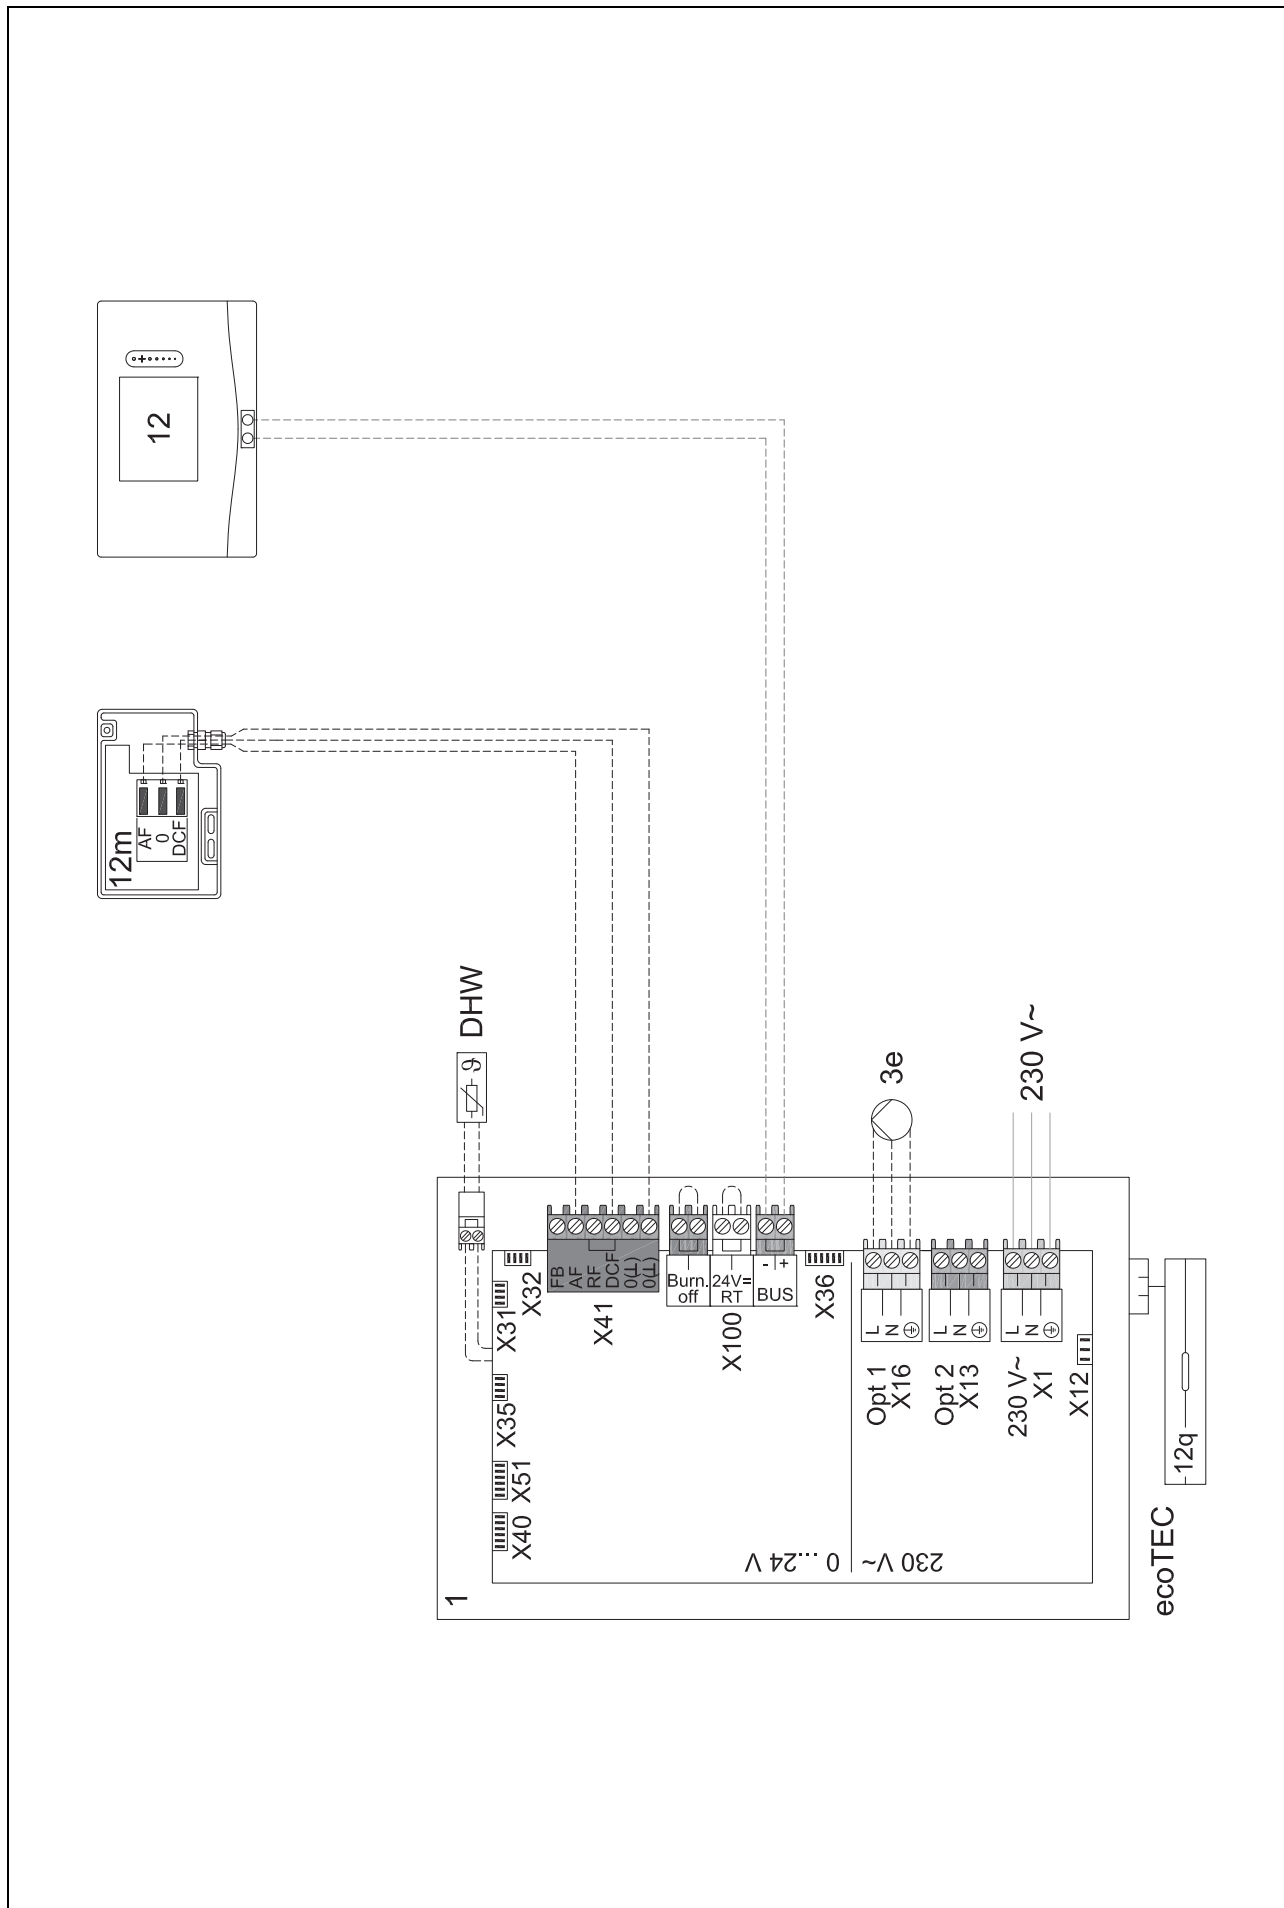 12
12m
AF
0
DCF
DHW
3e
230 V~
X32
X31
X35
X51
X40
FB
AF
RF
DCF
0(⊥)
0(⊥)
X41
Burn.
off
24V=
RT
X100
- +
BUS
X36
L
N
Opt 1
X16
L
N
Opt 2
X13
L
N
230 V~
X1
X12
0...24 V
230 V~
1
12q
ecoTEC